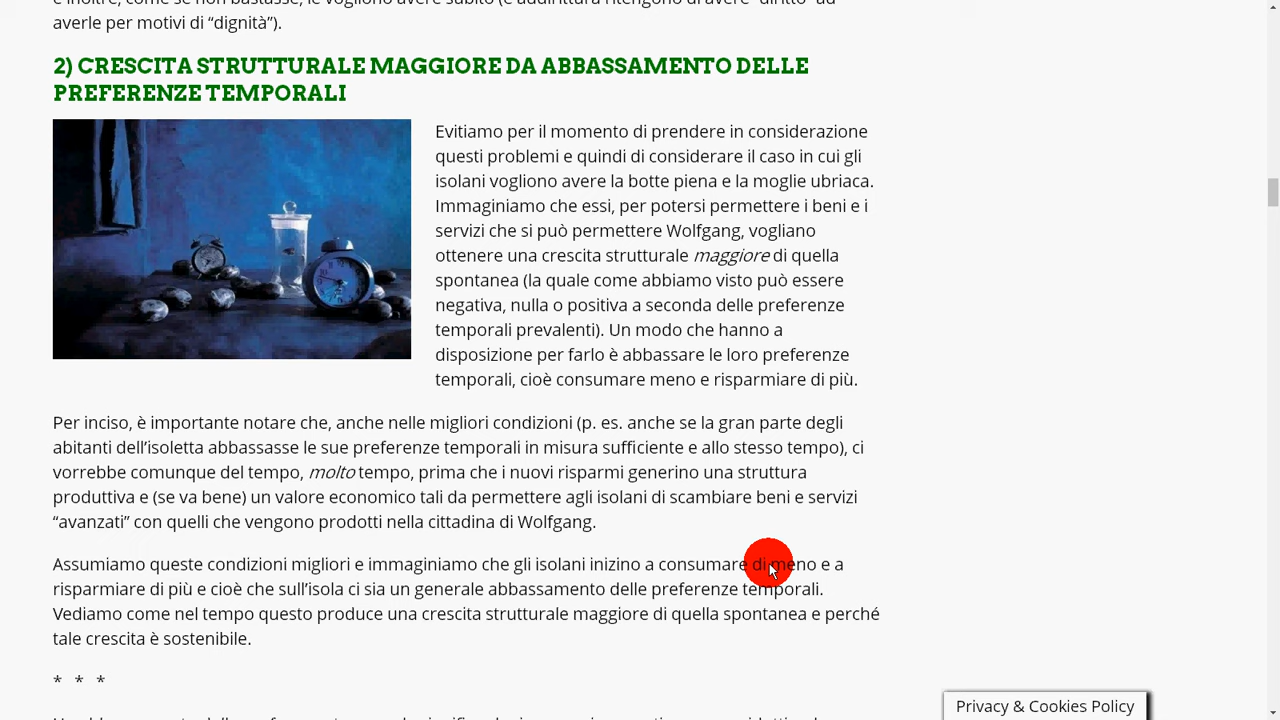 averle per motivi di “dignità”).
2) CRESCITA STRUTTURALE MAGGIORE DA ABBASSAMENTO DELLE
PREFERENZE TEMPORALI
Evitiamo per il momento di prendere in considerazione
questi problemi e quindi di considerare il caso in cui gli
isolani vogliono avere la botte piena e la moglie ubriaca.
Immaginiamo che essi, per potersi permettere i beni e i
servizi che si può permettere Wolfgang, vogliano
ottenere una crescita strutturale maggiore di quella
spontanea (la quale come abbiamo visto può essere
negativa, nulla o positiva a seconda delle preferenze
temporali prevalenti). Un modo che hanno a
disposizione per farlo è abbassare le loro preferenze
temporali, cioè consumare meno e risparmiare di più.
Per inciso, è importante notare che, anche nelle migliori condizioni (p. es. anche se la gran parte degli
abitanti dell’isoletta abbassasse le sue preferenze temporali in misura sufficiente e allo stesso tempo), ci
vorrebbe comunque del tempo, molto tempo, prima che i nuovi risparmi generino una struttura
produttiva e (se va bene) un valore economico tali da permettere agli isolani di scambiare beni e servizi
“avanzati” con quelli che vengono prodotti nella cittadina di Wolfgang.
Assumiamo queste condizioni migliori e immaginiamo che gli isolani inizino a consumare di meno e a
risparmiare di più e cioè che sull’isola ci sia un generale abbassamento delle preferenze temporali.
Vediamo come nel tempo questo produce una crescita strutturale maggiore di quella spontanea e perché
tale crescita è sostenibile.
* * *
Privacy & Cookies Policy